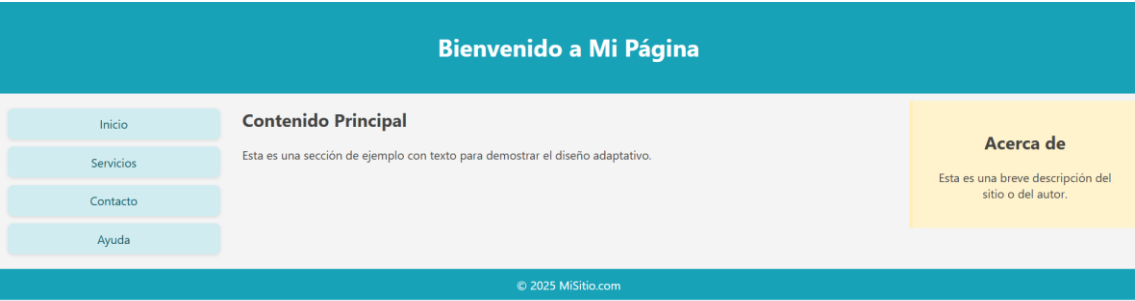 Bienvenido a Mi Página
Inicio
Servicios
Contacto
Ayuda
Contenido Principal
Esta es una sección de ejemplo con texto para demostrar el diseño adaptativo.
Acerca de
Esta es una breve descripción del
sitio o del autor.
© 2025 MiSitio.com